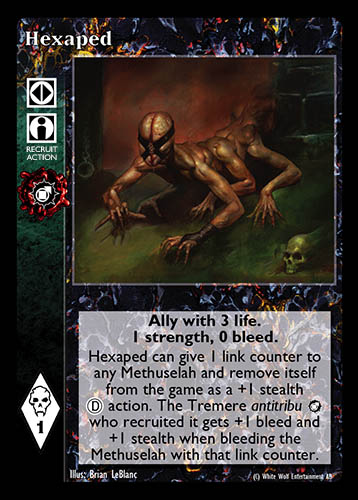 Hexaped
RECRUIT
ACTION
Ally with 3 life.
1 strength, 0 bleed.
Hexaped can give 1 link counter to
any Methuselah and remove itself
from the game as a +1 stealth
Ⓓ action. The Tremere antitribu
who recruited it gets +1 bleed and
+1 stealth when bleeding the
Methuselah with that link counter.
1
Illus: Brian LeBlanc
(C) White Wolf Entertainment AB